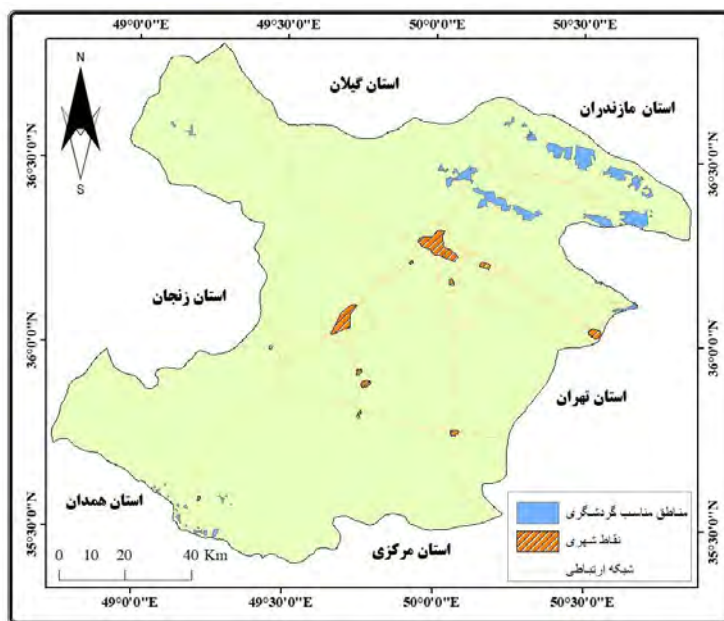 49°0'0"E 49°30'0"E 50°0'0"E 50°30'0"E
N
S
استان گیلان
استان مازندران
36°30'0"N
36°30'0"N
استان زنجان
36°0'0"N
36°0'0"N
استان تهران
استان همدان
35°30'0"N
35°30'0"N
استان مرکزی
مناطق مناسب گردشگری
نقاط شهری
شبکه ارتباطی
0 10 20 40 Km
49°0'0"E 49°30'0"E 50°0'0"E 50°30'0"E